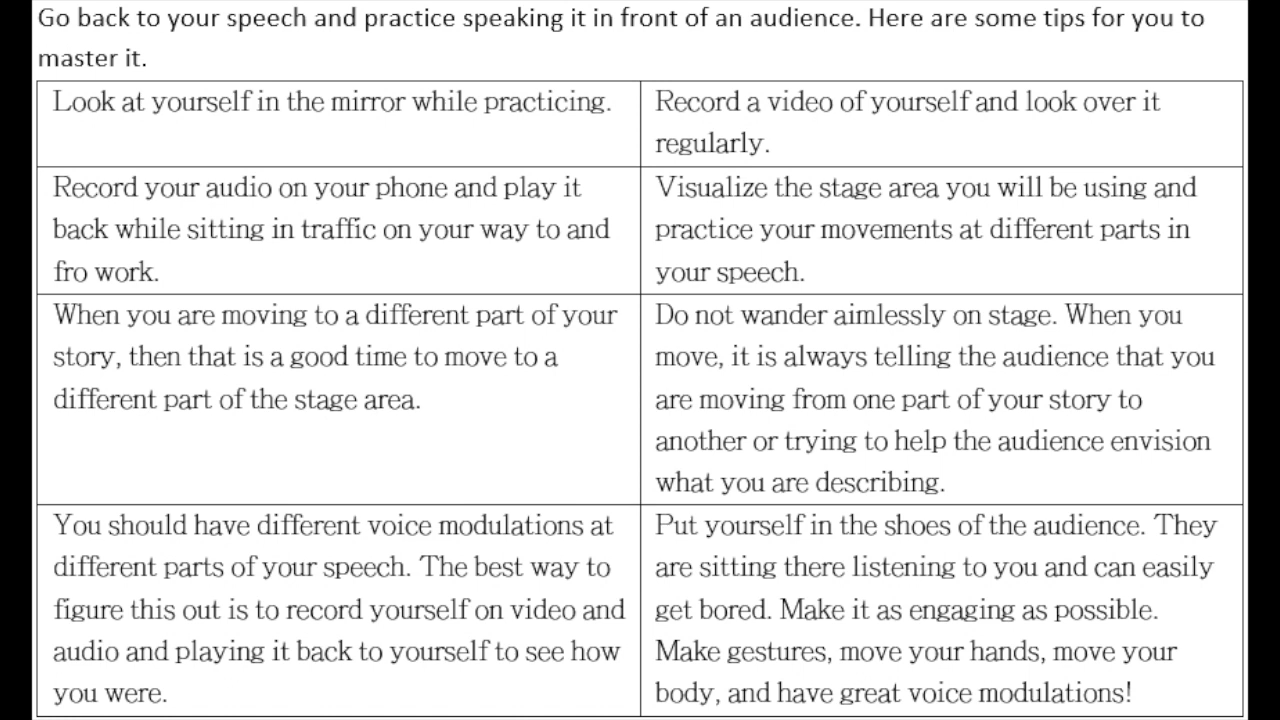 Go back to your speech and practice speaking it in front of an audience. Here are some tips for you to
master it.
Look at yourself in the mirror while practicing.
Record a video of yourself and look over it
regularly.
Record your audio on your phone and play it
back while sitting in traffic on your way to and
fro work.
Visualize the stage area you will be using and
practice your movements at different parts in
your speech.
When you are moving to a different part of your
story, then that is a good time to move to a
different part of the stage area.
Do not wander aimlessly on stage. When you
move, it is always telling the audience that you
are moving from one part of your story to
another or trying to help the audience envision
what you are describing.
You should have different voice modulations at
different parts of your speech. The best way to
figure this out is to record yourself on video and
audio and playing it back to yourself to see how
you were.
Put yourself in the shoes of the audience. They
are sitting there listening to you and can easily
get bored. Make it as engaging as possible.
Make gestures, move your hands, move your
body, and have great voice modulations!